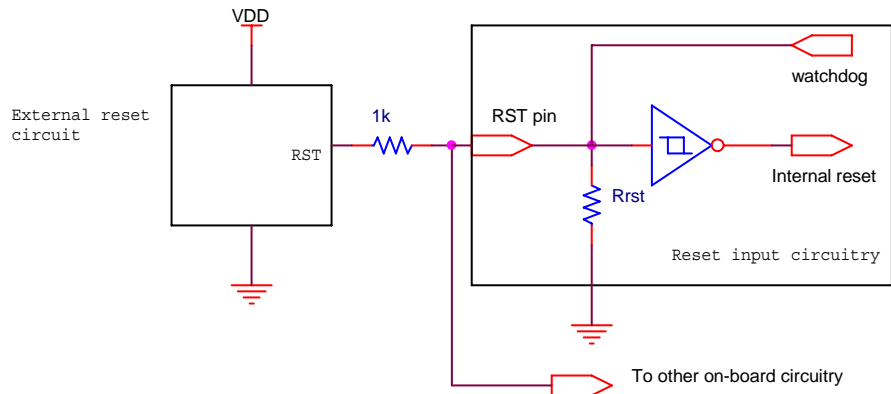 VDD
External reset
circuit
RST
1k
RST pin
watchdog
Internal reset
Rrst
Reset input circuitry
To other on-board circuitry